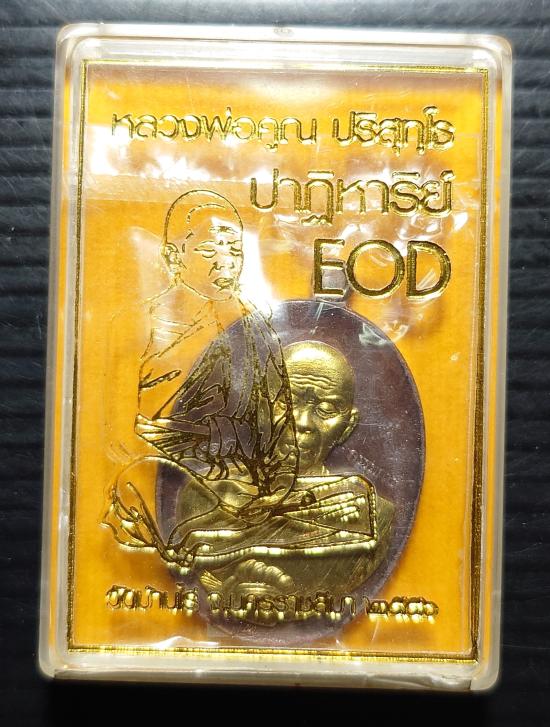 หลวงพ่อคูณ ปริสุทฺโธ
ปาฏิหาริย์
EOD
วัดบ้านไร่ จ.นครราชสีมา ๒๕๕๖